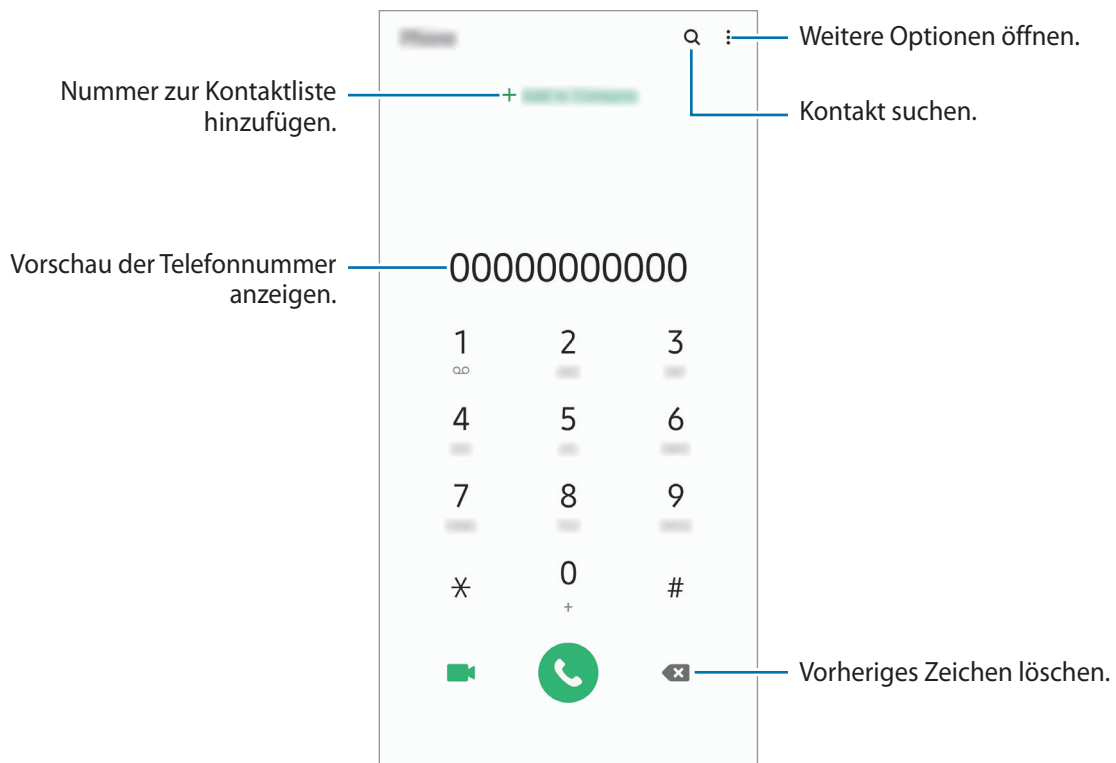 Weitere Optionen öffnen.
Nummer zur Kontaktliste
hinzufügen.
Kontakt suchen.
Vorschau der Telefonnummer
anzeigen.
00000000000
1 2 3
4 5 6
7 8 9
* 0 #
+
Vorheriges Zeichen löschen.